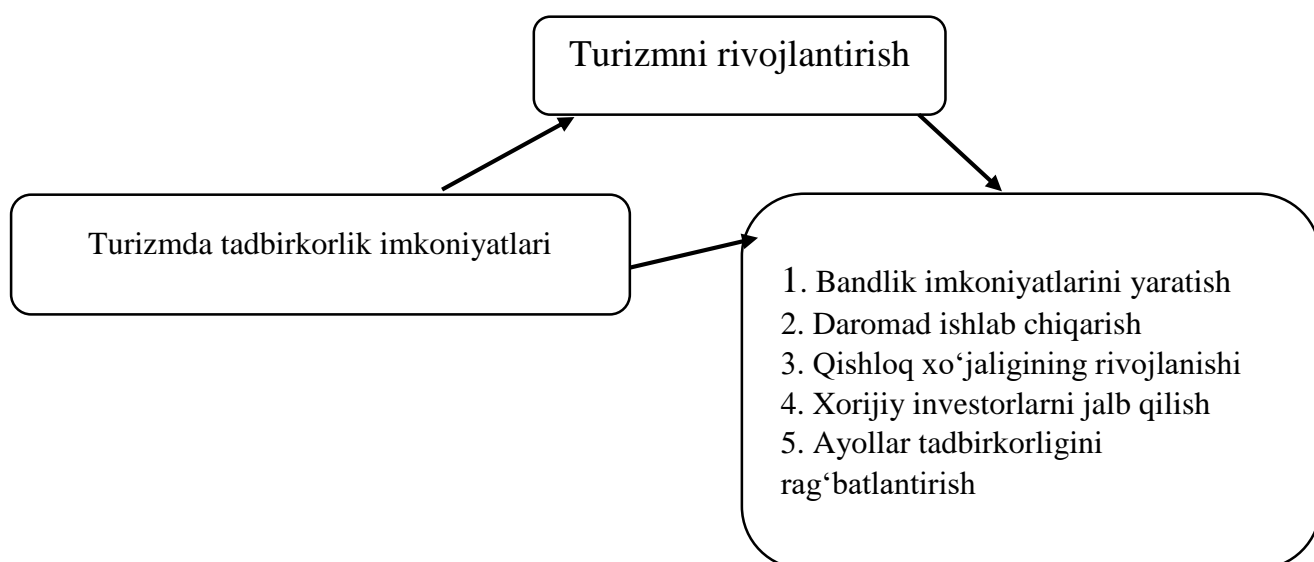 Turizmni rivojlantirish
Turizmda tadbirkorlik imkoniyatlari
1. Bandlik imkoniyatlarini yaratish
2. Daromad ishlab chiqarish
3. Qishloq xo‘jaligining rivojlanishi
4. Xorijiy investorlarni jalb qilish
5. Ayollar tadbirkorligini
rag‘batlantirish